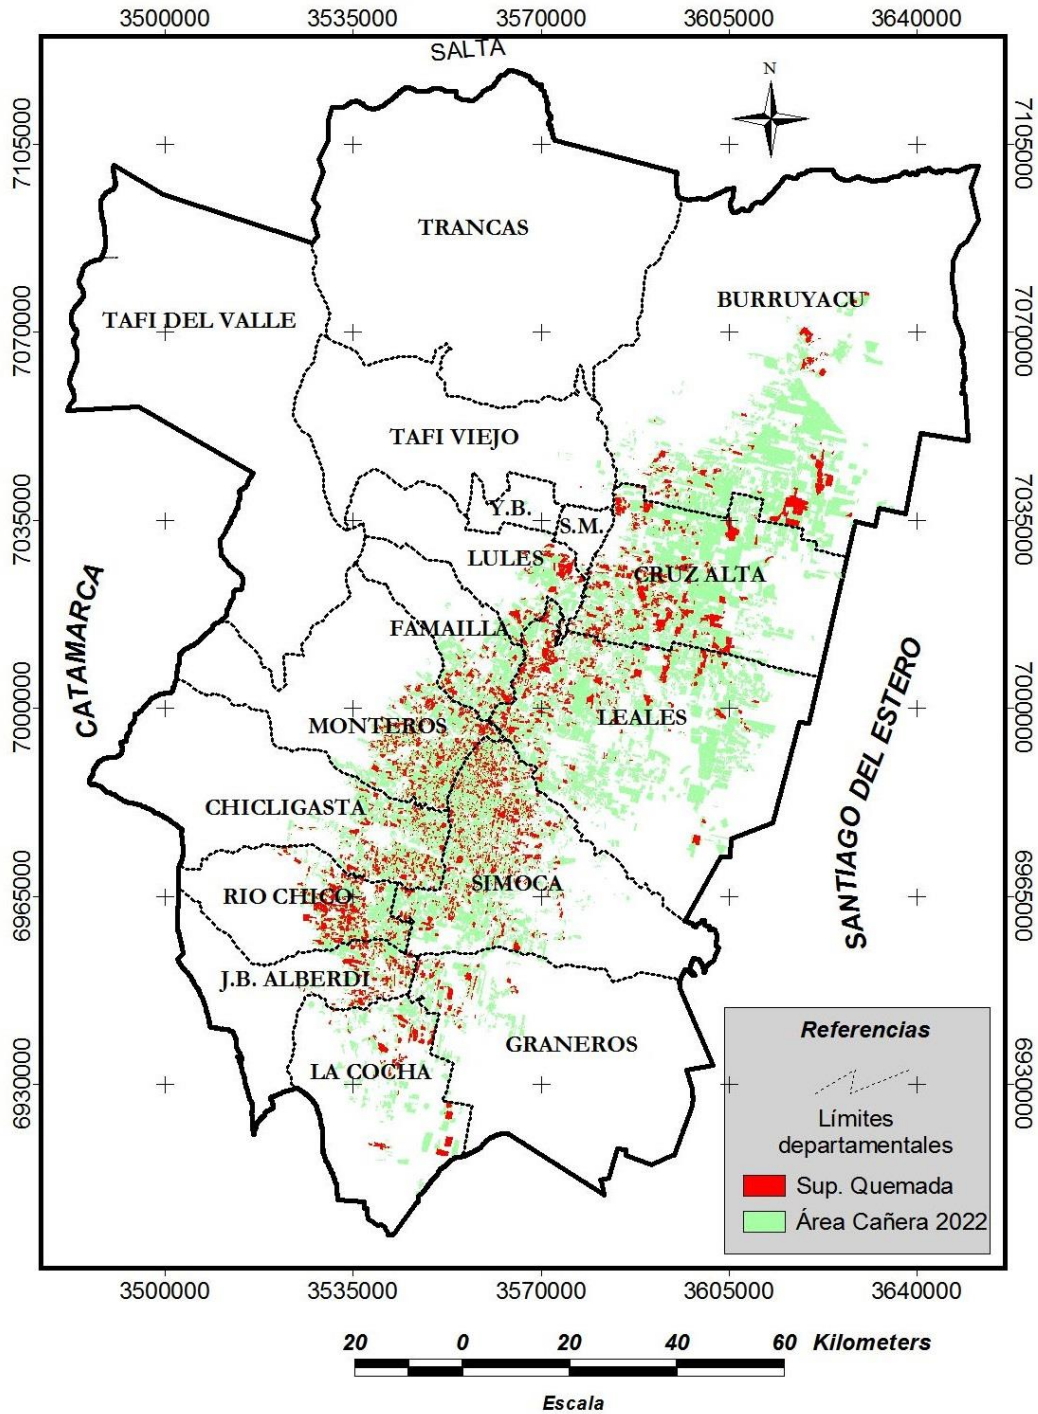 3500000 3535000 3570000 3605000 3640000
SALTA
N
7105000 7105000
TRANCAS
BURRUYACU
TAFI DEL VALLE
7070000 7070000
TAFI VIEJO
Y.B.
S.M.
7035000 7035000
LULES
CRUZ ALTA
CATAMARCA
FAMAILLA
SANTIAGO DEL ESTERO
7000000 7000000
LEALES
MONTEROS
CHICLIGASTA
SIMOCA
RIO CHICO
6965000 6965000
J.B. ALBERDI
GRANEROS
LA COCHA
6930000 6930000
Referencias
Límites
departamentales
Sup. Quemada
Área Cañera 2022
3500000 3535000 3570000 3605000 3640000
20 0 20 40 60 Kilometers
Escala